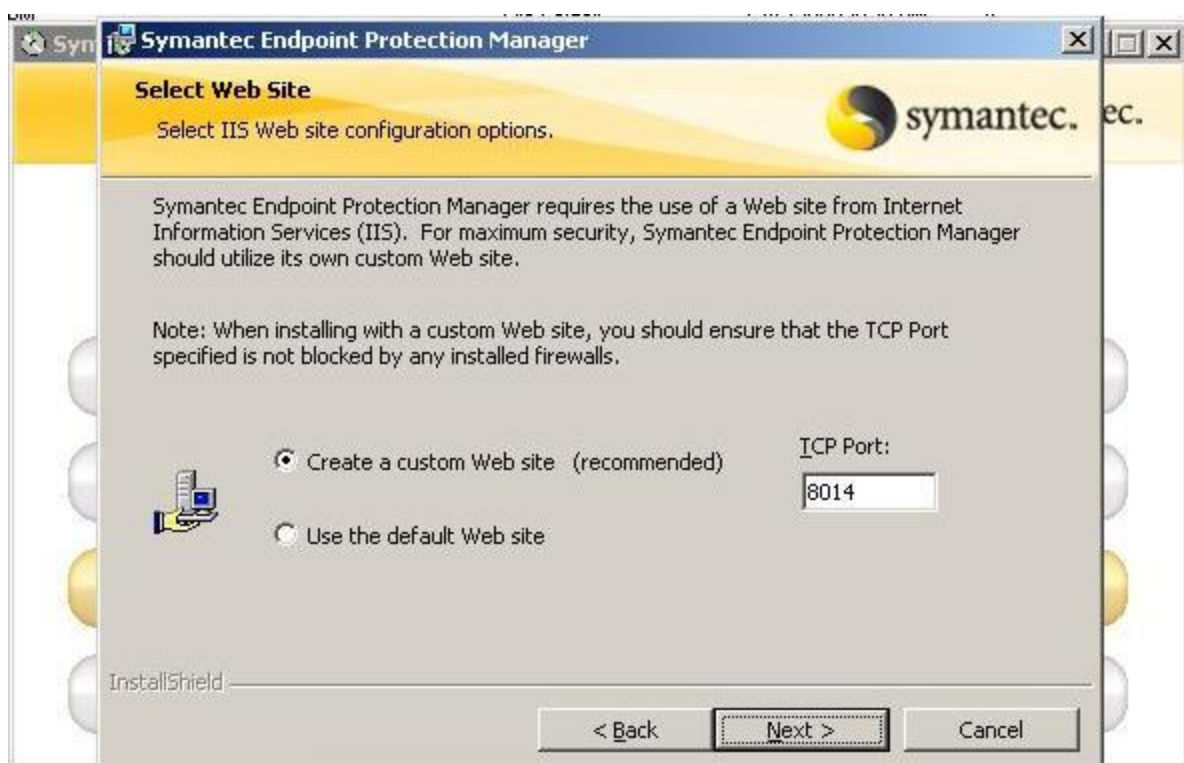 Sym
Symantec Endpoint Protection Manager
Select Web Site
Select IIS Web site configuration options.
symantec.
ec.
Symantec Endpoint Protection Manager requires the use of a Web site from Internet
Information Services (IIS). For maximum security, Symantec Endpoint Protection Manager
should utilize its own custom Web site.
Note: When installing with a custom Web site, you should ensure that the TCP Port
specified is not blocked by any installed firewalls.
Create a custom Web site (recommended)
TCP Port:
8014
Use the default Web site
InstallShield
< Back
Next >
Cancel